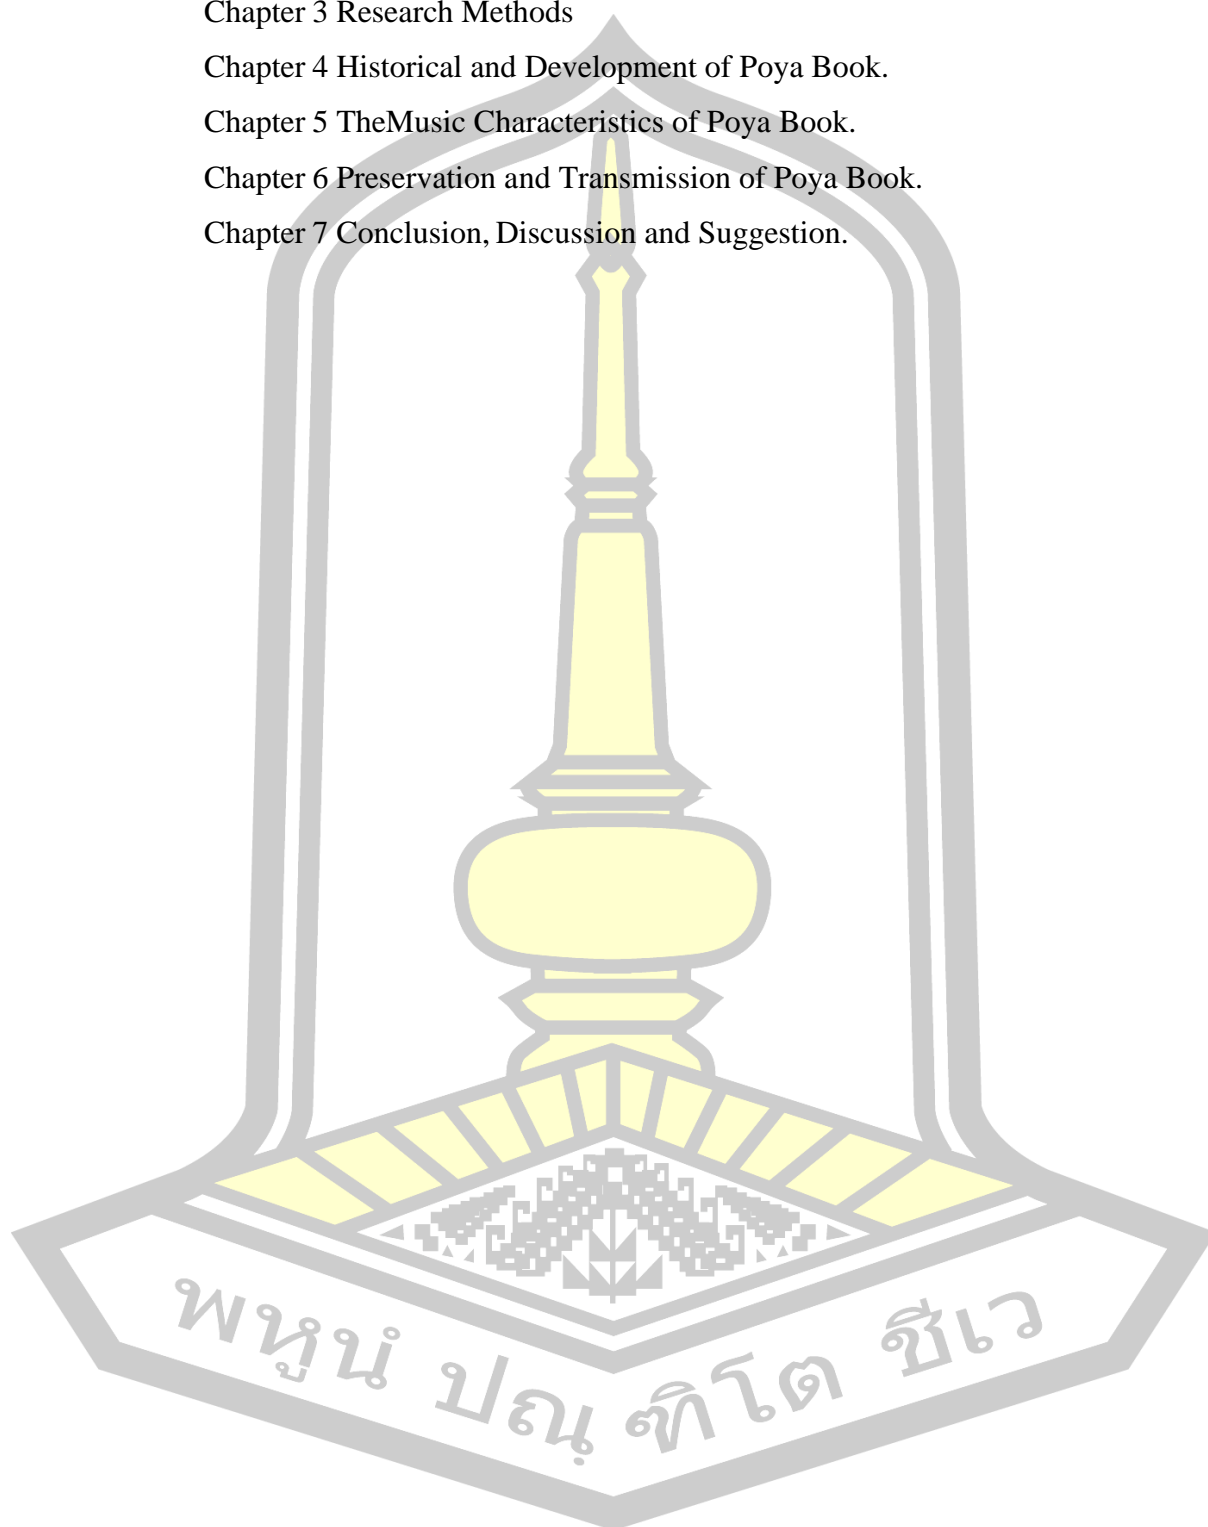 Chapter 3 Research Methods
Chapter 4 Historical and Development of Poya Book.
Chapter 5 TheMusic Characteristics of Poya Book.
Chapter 6 Preservation and Transmission of Poya Book.
Chapter 7 Conclusion, Discussion and Suggestion.
พหูนํ ปณฺฑิโต ชีเว